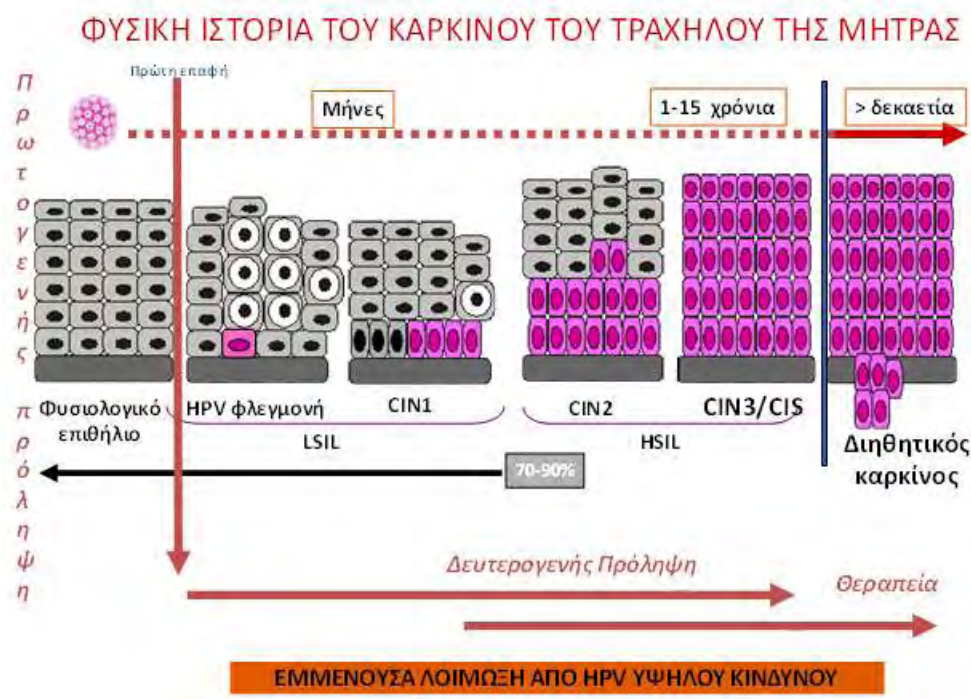 ΦΥΣΙΚΗ ΙΣΤΟΡΙΑ ΤΟΥ ΚΑΡΚΙΝΟΥ ΤΟΥ ΤΡΑΧΗΛΟΥ ΤΗΣ ΜΗΤΡΑΣ
Πρώτη επαφή
Μήνες
1-15 χρόνια
> δεκαετία
Πρωτογενής πρόληψη
Φυσιολογικό
επιθήλιο
HPV φλεγμονή
CIN1
CIN2
CIN3/CIS
LSIL
HSIL
Διηθητικός
καρκίνος
70-90%
Δευτερογενής Πρόληψη
Θεραπεία
ΕΜΜΕΝΟΥΣΑ ΛΟΙΜΩΞΗ ΑΠΟ HPV ΥΨΗΛΟΥ ΚΙΝΔΥΝΟΥ